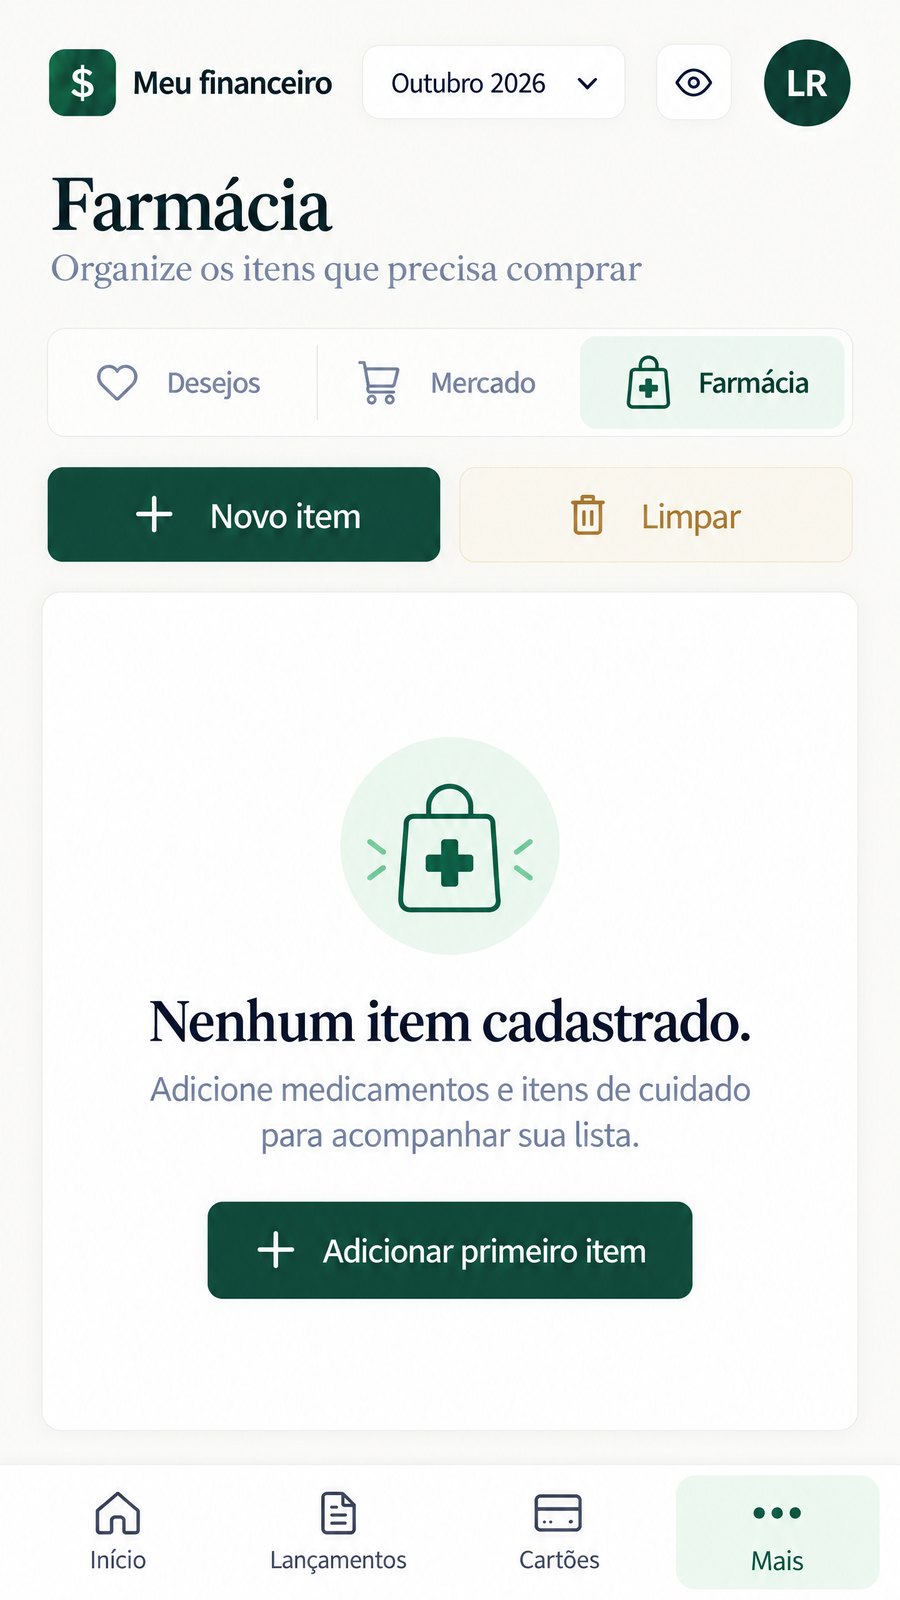 $ Meu financeiro Outubro 2026 LR
Farmácia
Organize os itens que precisa comprar
Desejos Mercado Farmácia
Novo item Limpar
Nenhum item cadastrado.
Adicione medicamentos e itens de cuidado
para acompanhar sua lista.
Adicionar primeiro item
Início Lançamentos Cartões Mais